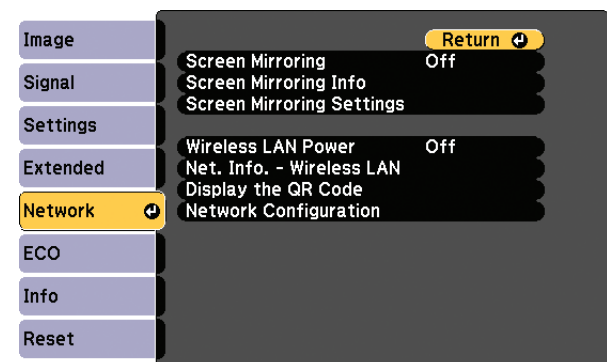 Image
Signal
Settings
Extended
Network
ECO
Info
Reset
Return
Screen Mirroring Off
Screen Mirroring Info
Screen Mirroring Settings
Wireless LAN Power Off
Net. Info. - Wireless LAN
Display the QR Code
Network Configuration